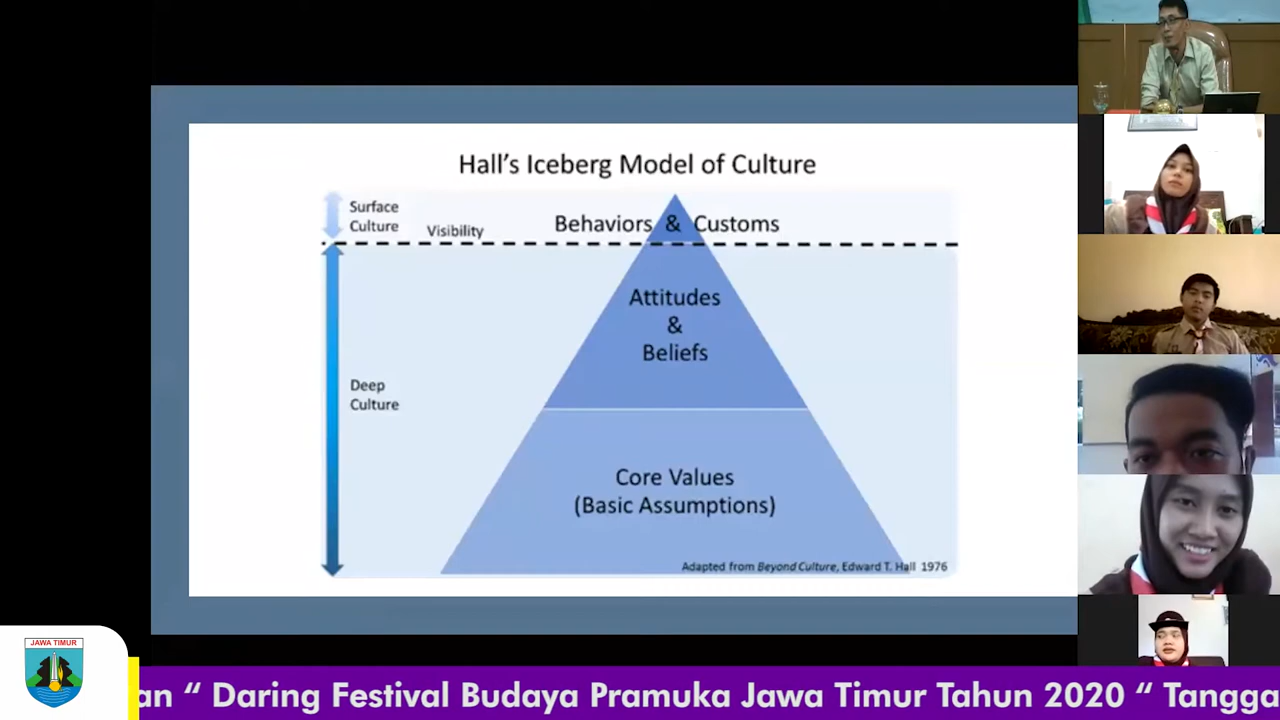 Hall's Iceberg Model of Culture
Surface
Culture
Visibility
Behaviors & Customs
Attitudes
&
Beliefs
Deep
Culture
Core Values
(Basic Assumptions)
Adapted from Beyond Culture, Edward T. Hall 1976
JAWA TIMUR
an “ Daring Festival Budaya Pramuka Jawa Timur Tahun 2020 “ Tangga